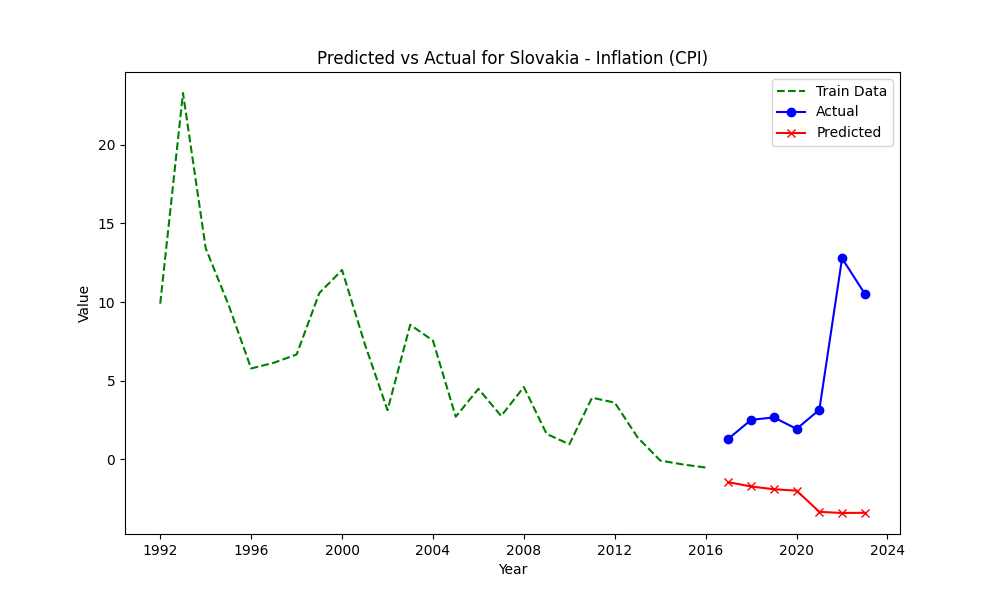 Predicted vs Actual for Slovakia - Inflation (CPI)
Train Data
Actual
Predicted
Value
20
15
10
5
0
1992 1996 2000 2004 2008 2012 2016 2020 2024
Year